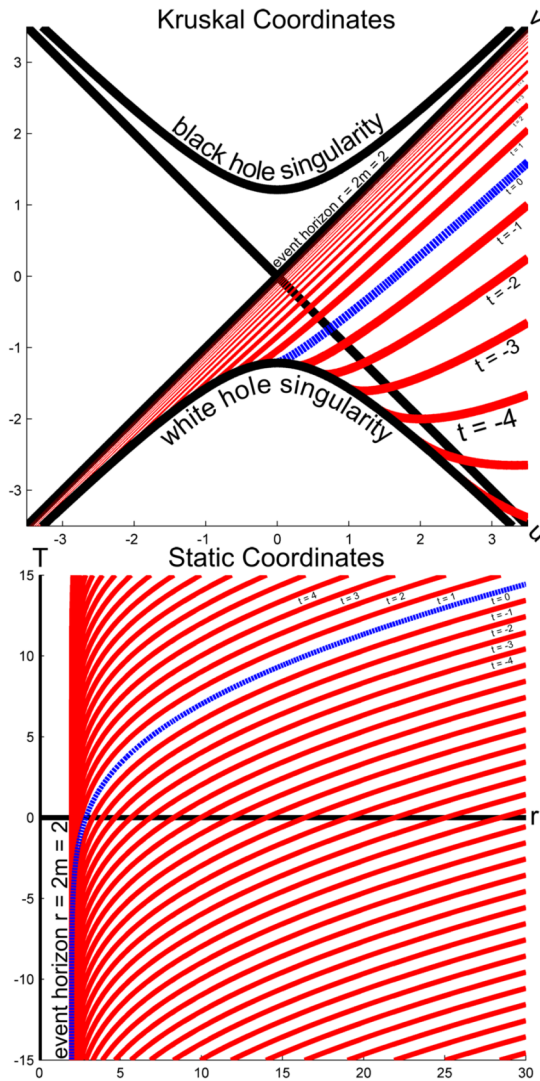 Kruskal Coordinates
v
3
2
1
0
-1
-2
-3
black hole singularity
event horizon r = 2m = 2
t = 2
t = 1
t = 0
t = -1
t = -2
t = -3
t = -4
white hole singularity
-3
-2
-1
0
1
2
3
u
T
Static Coordinates
15
10
5
0
-5
-10
-15
t = 4
t = 3
t = 2
t = 1
t = 0
t = -1
t = -2
t = -3
t = -4
r
event horizon r = 2m = 2
0
5
10
15
20
25
30